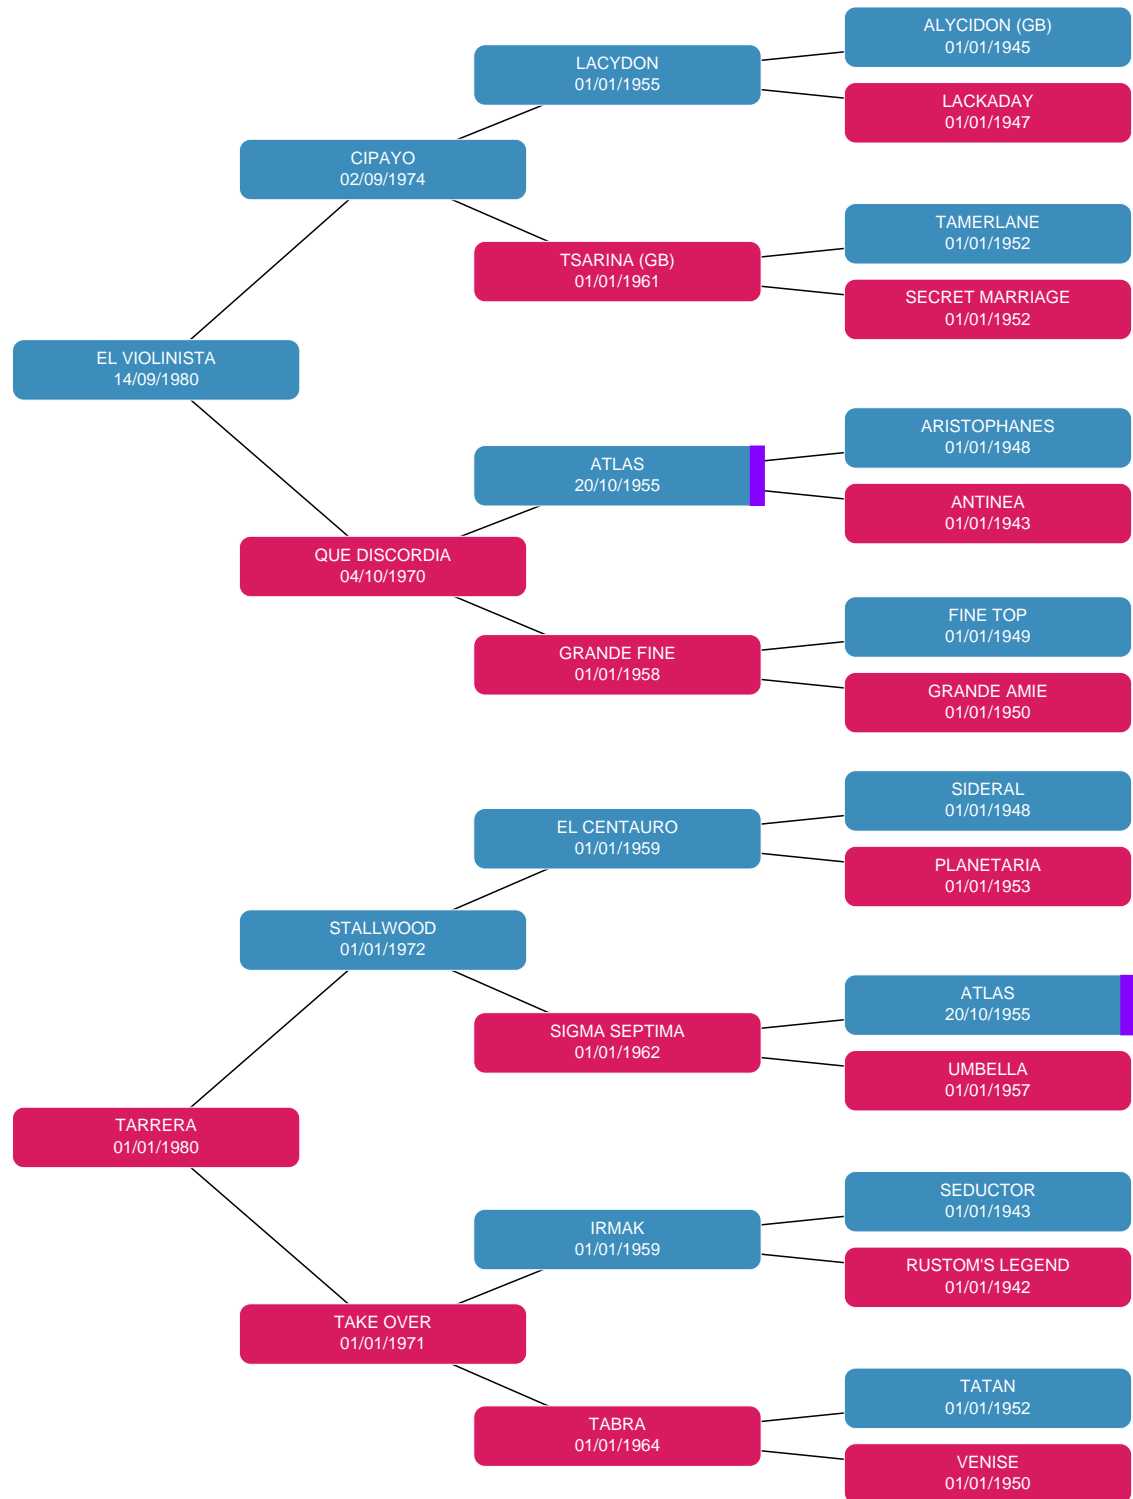 ALYCIDON (GB)
01/01/1945
LACYDON
01/01/1955
LACKADAY
01/01/1947
CIPAYO
02/09/1974
TAMERLANE
01/01/1952
TSARINA (GB)
01/01/1961
SECRET MARRIAGE
01/01/1952
EL VIOLINISTA
14/09/1980
ARISTOPHANES
01/01/1948
ATLAS
20/10/1955
ANTINEA
01/01/1943
QUE DISCORDIA
04/10/1970
FINE TOP
01/01/1949
GRANDE FINE
01/01/1958
GRANDE AMIE
01/01/1950
SIDERAL
01/01/1948
EL CENTAURO
01/01/1959
PLANETARIA
01/01/1953
STALLWOOD
01/01/1972
ATLAS
20/10/1955
SIGMA SEPTIMA
01/01/1962
UMBELLA
01/01/1957
TARRERA
01/01/1980
SEDUCTOR
01/01/1943
IRMAK
01/01/1959
RUSTOM'S LEGEND
01/01/1942
TAKE OVER
01/01/1971
TATAN
01/01/1952
TABRA
01/01/1964
VENISE
01/01/1950